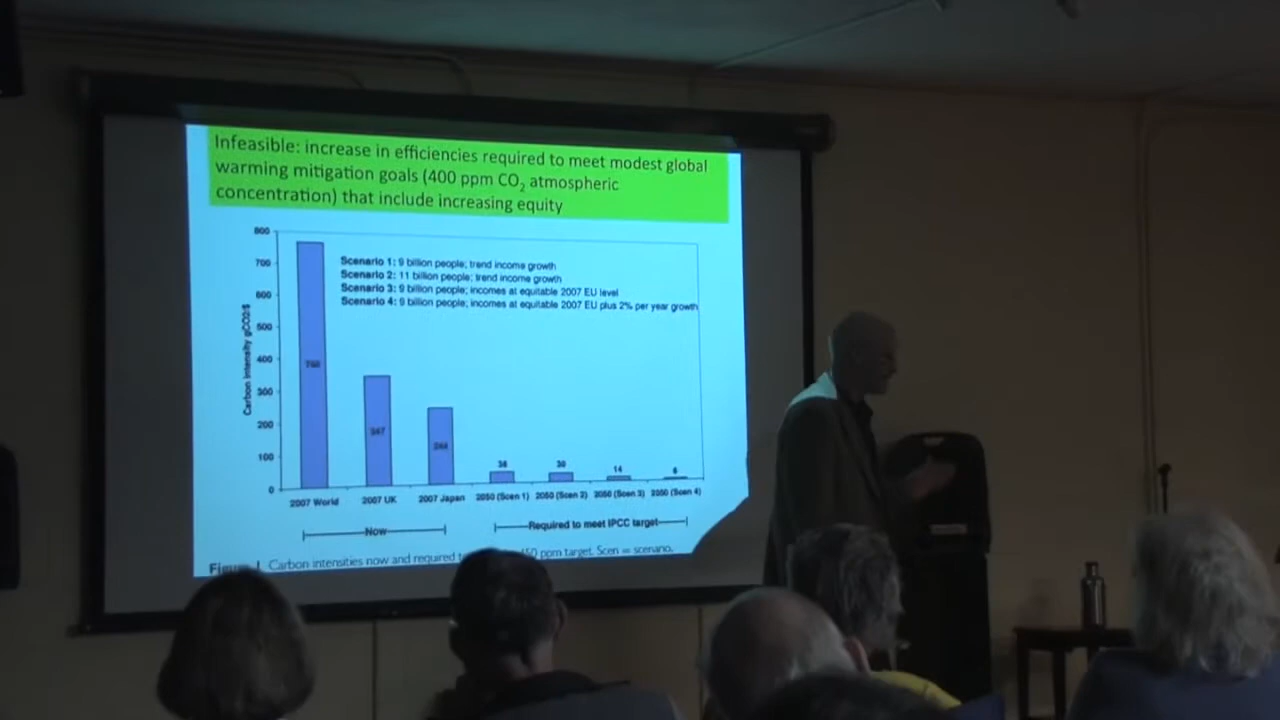 Infeasible: increase in efficiencies required to meet modest global
warming mitigation goals (400 ppm CO₂ atmospheric
concentration) that include increasing equity
800
700
600
500
400
300
200
100
0
Carbon Intensity gCO2/$
Scenario 1: 9 billion people; trend income growth
Scenario 2: 11 billion people; trend income growth
Scenario 3: 9 billion people; incomes at equitable 2007 EU level
Scenario 4: 9 billion people; incomes at equitable 2007 EU plus 2% per year growth
347
36
30
14
6
2007 World
2007 UK
2007 Japan
2050 (Scen 1)
2050 (Scen 2)
2050 (Scen 3)
2050 (Scen 4)
Now
Required to meet IPCC target
Carbon intensities now and required 50 ppm target. Scen = scenario.